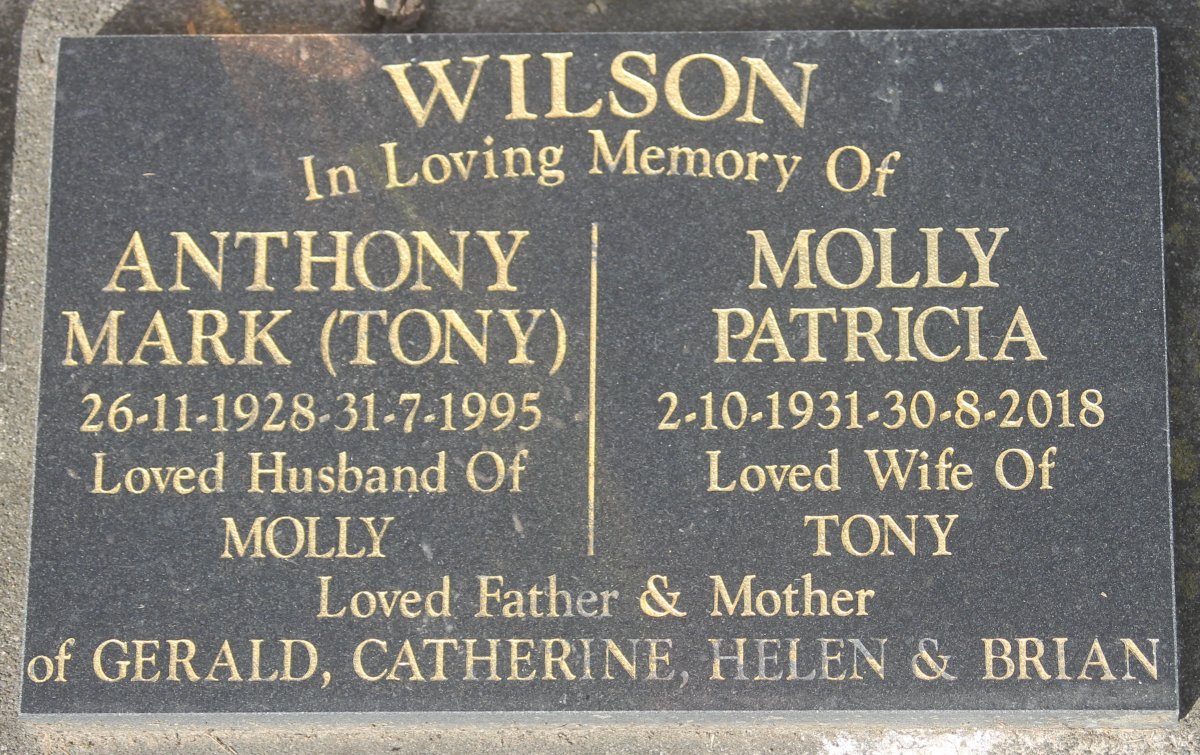 WILSON
In Loving Memory Of
ANTHONY
MARK (TONY)
26-11-1928-31-7-1995
Loved Husband Of
MOLLY
MOLLY
PATRICIA
2-10-1931-30-8-2018
Loved Wife Of
TONY
Loved Father & Mother
of GERALD, CATHERINE, HELEN & BRIAN